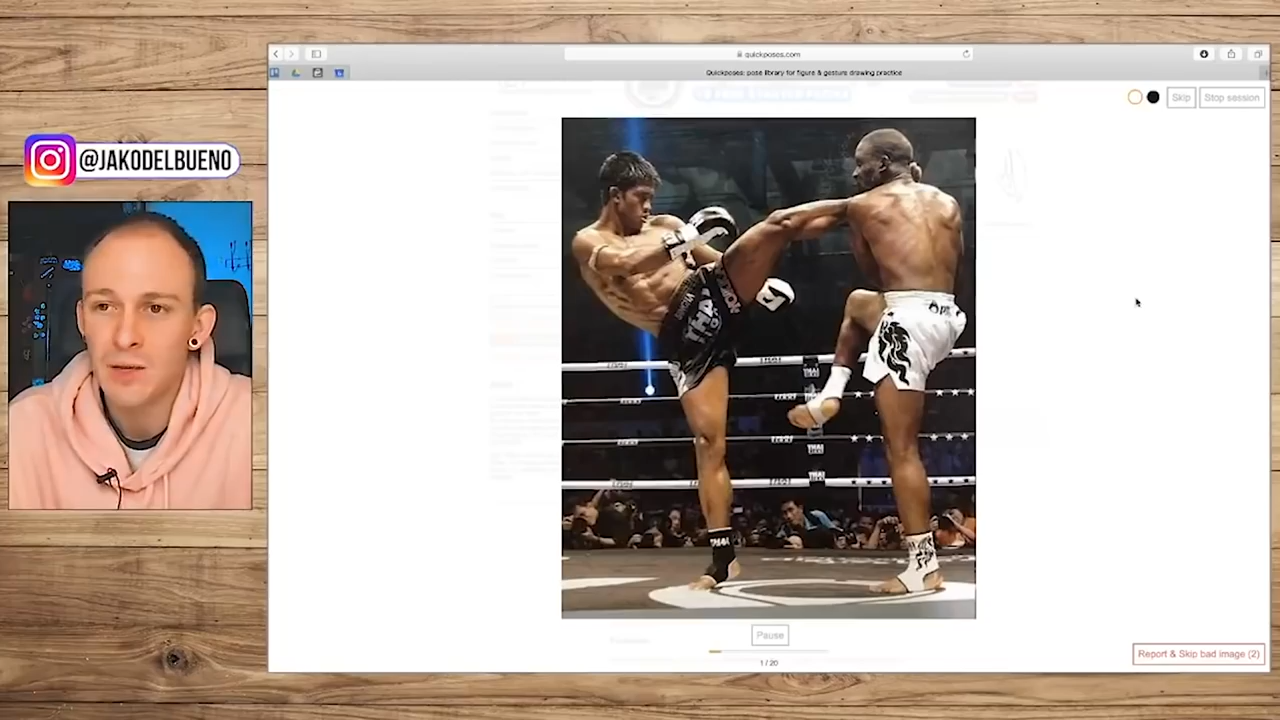 quickposes.com
Quickposes: pose library for figure & gesture drawing practice
Skip
Stop session
@JAKODELBUENO
THAI
THAI
Pause
1 / 20
Report & Skip bad image (2)